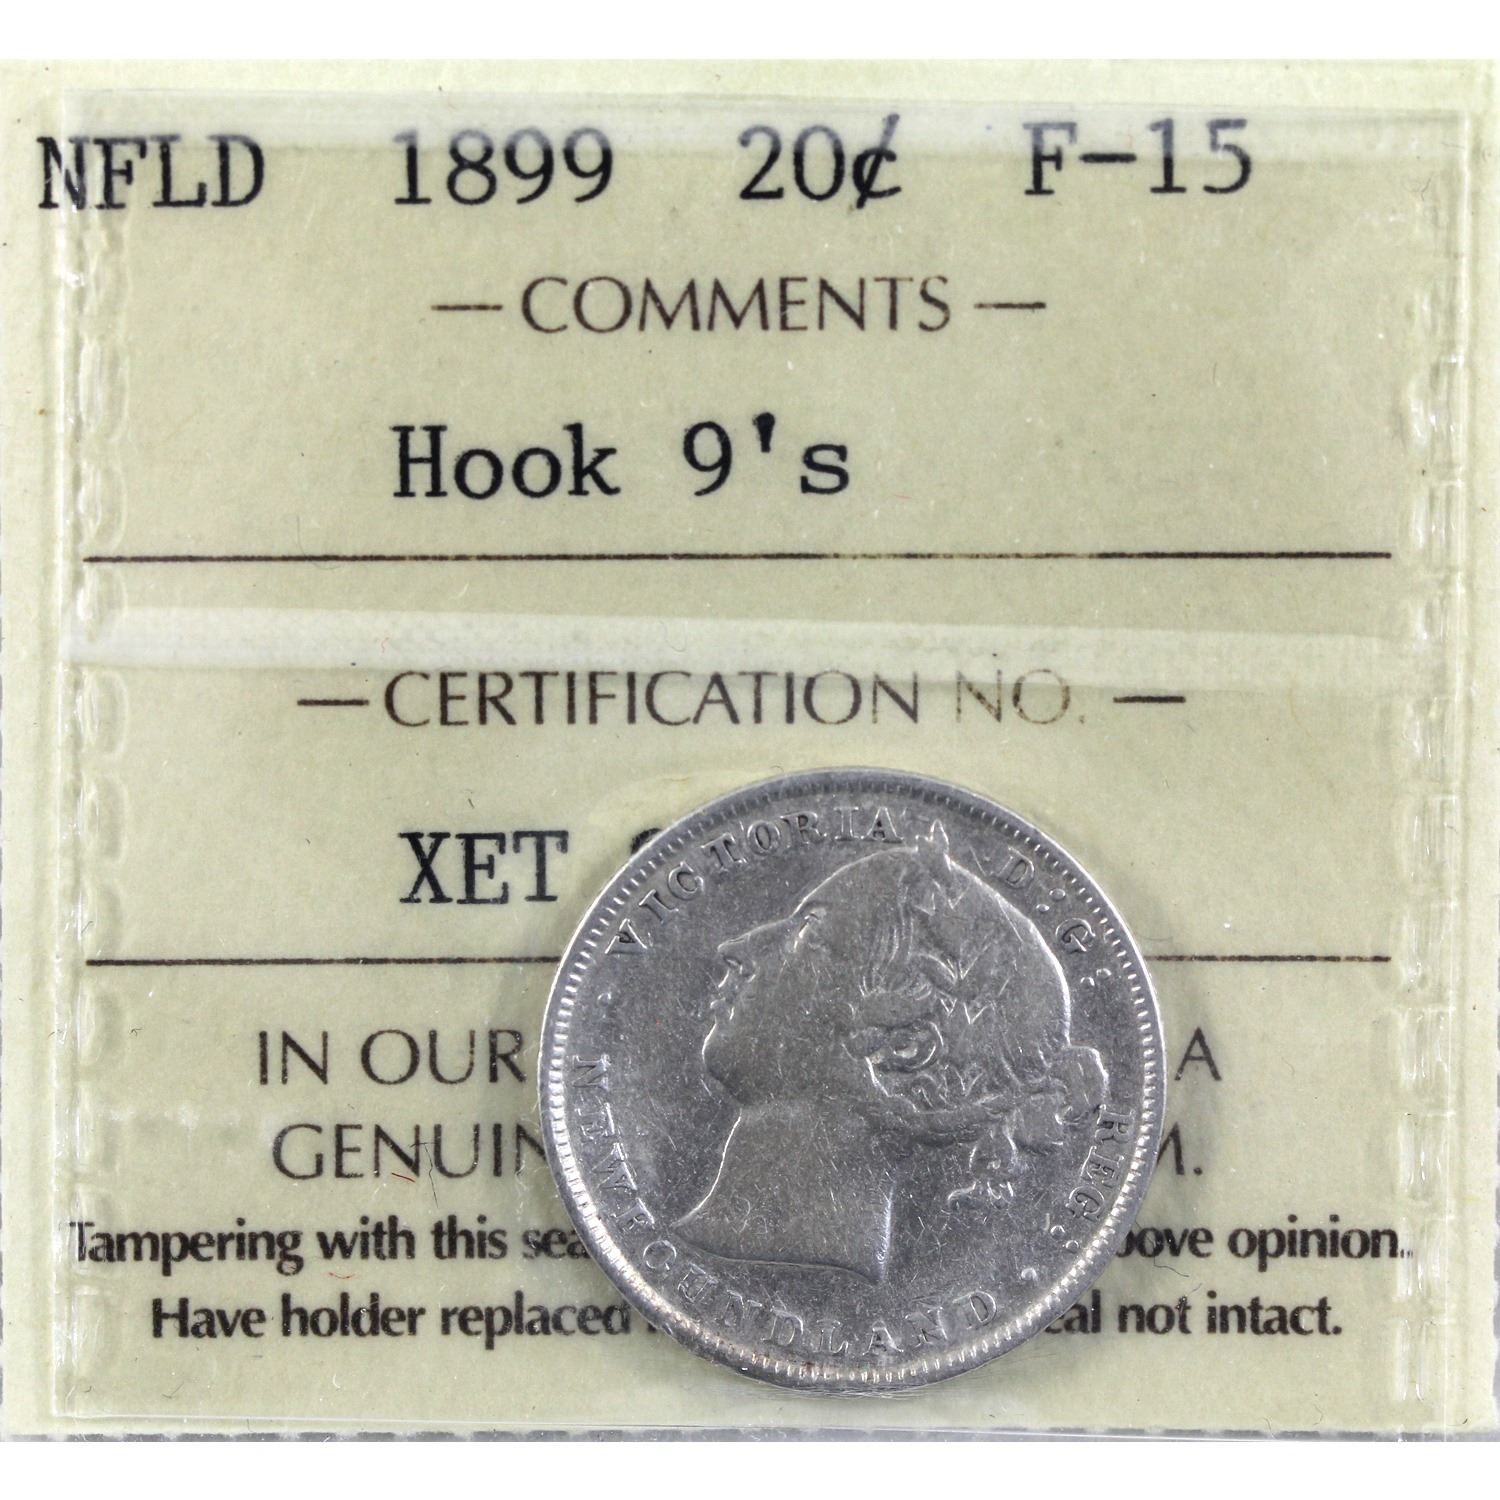 NFLD 1899 20¢ F-15
— COMMENTS —
Hook 9's
— CERTIFICATION NO. —
XET
IN OUR A
GENUIN M.
Tampering with this sea ove opinion.
Have holder replaced eal not intact.
VICTORIA D:G: REG:
NEWFOUNDLAND